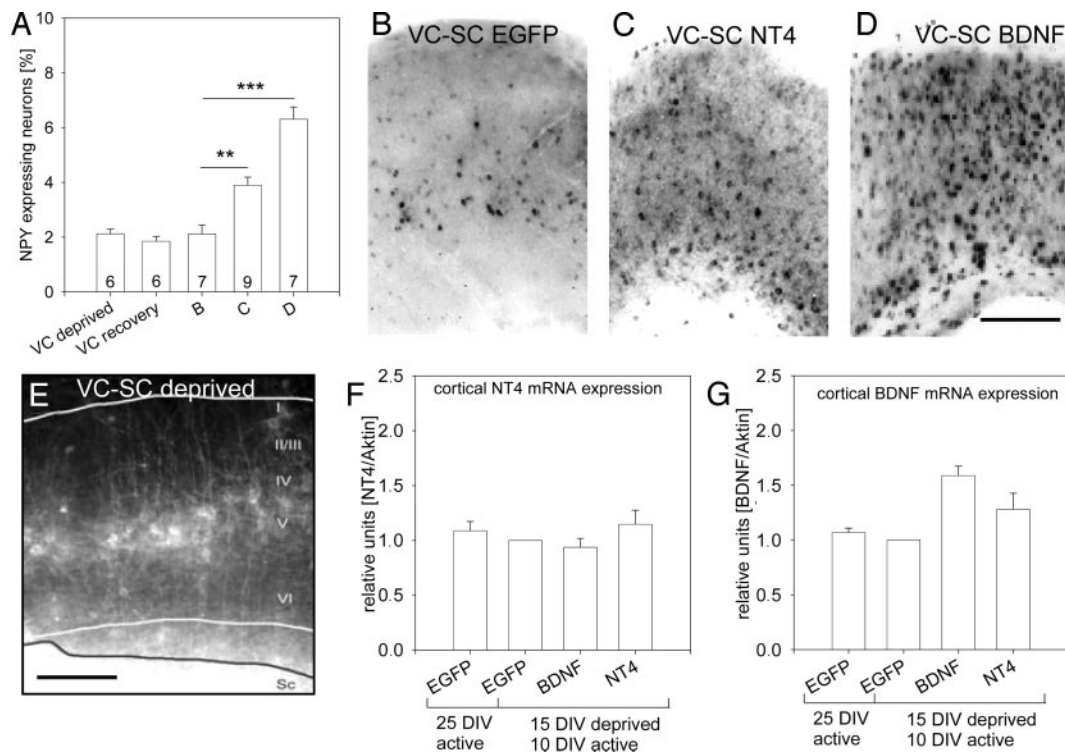 A
NPY expressing neurons [%]
10
8
6
4
2
0
***
**
6
6
7
9
7
VC deprived
VC recovery
B
C
D
B
VC-SC EGFP
C
VC-SC NT4
D
VC-SC BDNF
E
VC-SC deprived
I
II/III
IV
V
VI
Sc
F
cortical NT4 mRNA expression
relative units [NT4/Aktin]
2.5
2.0
1.5
1.0
0.5
0.0
EGFP
EGFP
BDNF
NT4
25 DIV
active
15 DIV deprived
10 DIV active
G
cortical BDNF mRNA expression
relative units [BDNF/Aktin]
2.5
2.0
1.5
1.0
0.5
0.0
EGFP
EGFP
BDNF
NT4
25 DIV
active
15 DIV deprived
10 DIV active